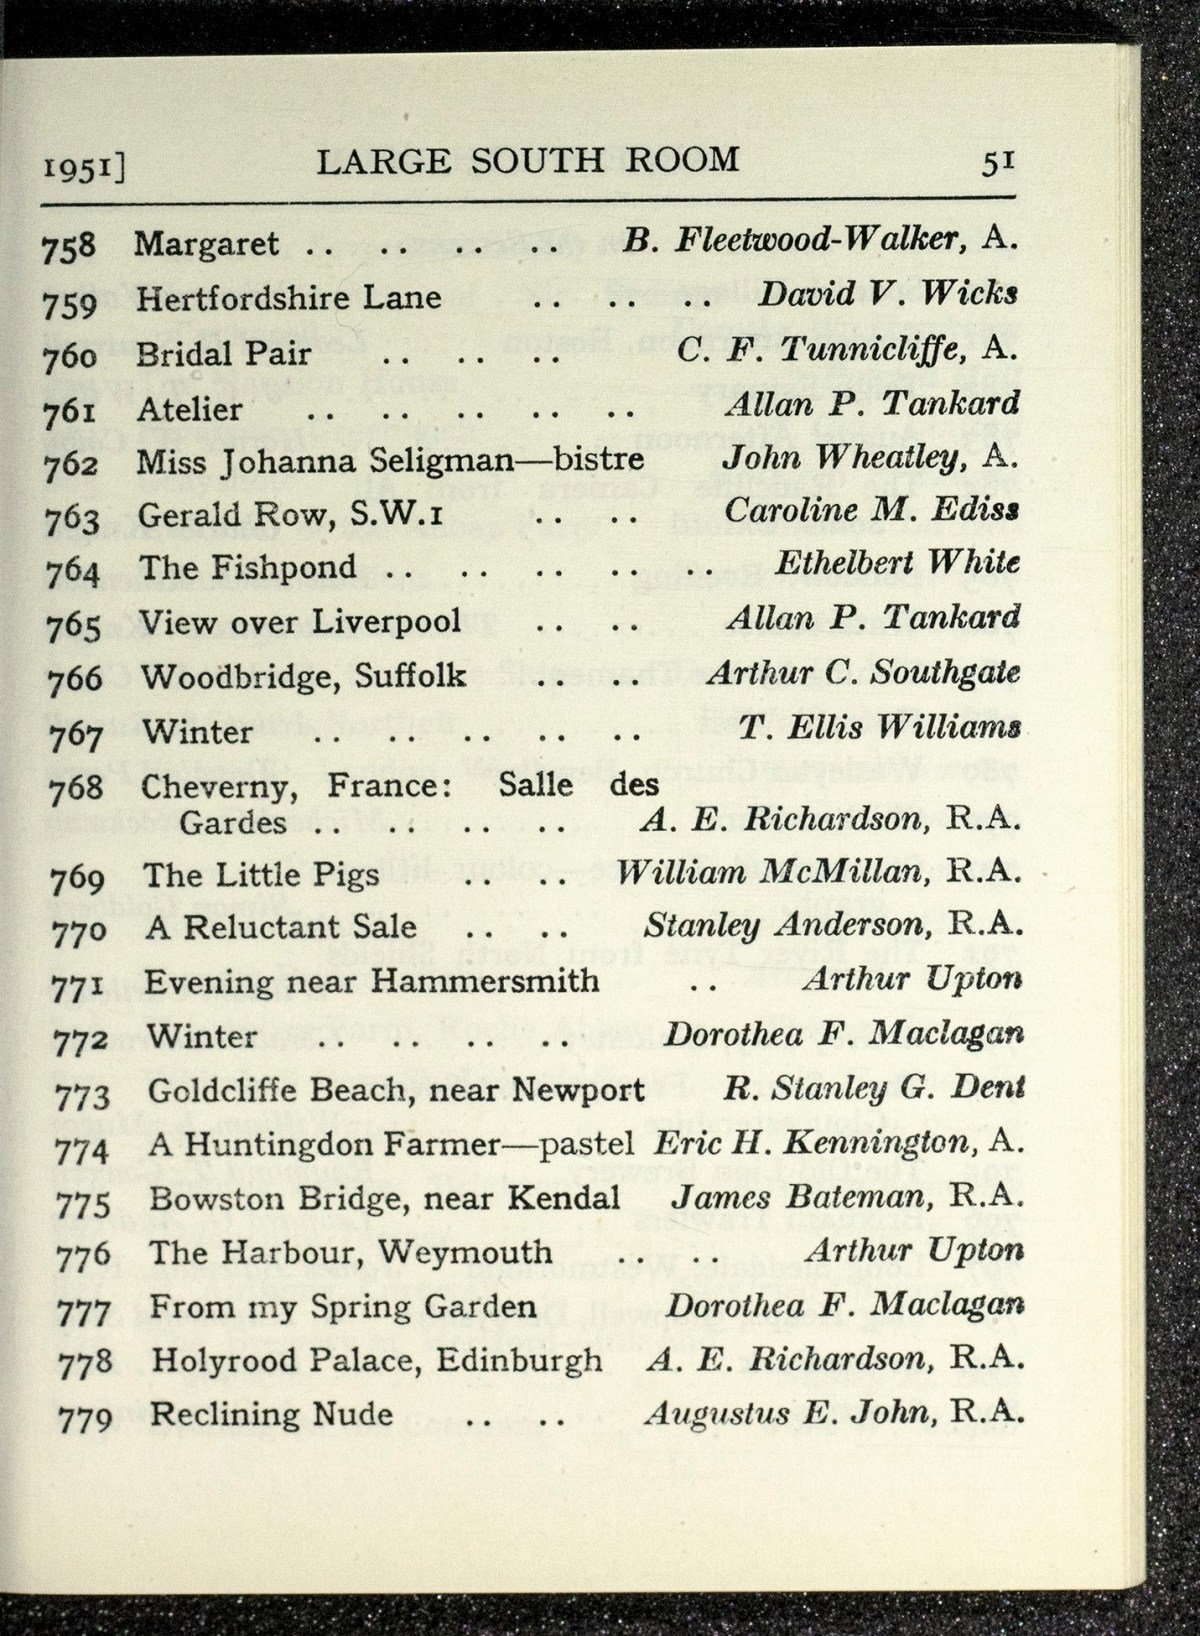 1951] LARGE SOUTH ROOM 51
758 Margaret .. .. .. .. B. Fleetwood-Walker, A.
759 Hertfordshire Lane .. .. .. David V. Wicks
760 Bridal Pair .. .. .. C. F. Tunnicliffe, A.
761 Atelier .. .. .. .. .. Allan P. Tankard
762 Miss Johanna Seligman—bistre John Wheatley, A.
763 Gerald Row, S.W.1 .. .. Caroline M. Ediss
764 The Fishpond .. .. .. .. .. Ethelbert White
765 View over Liverpool .. .. Allan P. Tankard
766 Woodbridge, Suffolk .. .. Arthur C. Southgate
767 Winter .. .. .. .. .. T. Ellis Williams
768 Cheverny, France: Salle des
Gardes .. .. .. .. A. E. Richardson, R.A.
769 The Little Pigs .. .. William McMillan, R.A.
770 A Reluctant Sale .. .. Stanley Anderson, R.A.
771 Evening near Hammersmith .. Arthur Upton
772 Winter .. .. .. .. Dorothea F. Maclagan
773 Goldcliffe Beach, near Newport R. Stanley G. Dent
774 A Huntingdon Farmer—pastel Eric H. Kennington, A.
775 Bowston Bridge, near Kendal James Bateman, R.A.
776 The Harbour, Weymouth .. .. Arthur Upton
777 From my Spring Garden Dorothea F. Maclagan
778 Holyrood Palace, Edinburgh A. E. Richardson, R.A.
779 Reclining Nude .. .. Augustus E. John, R.A.